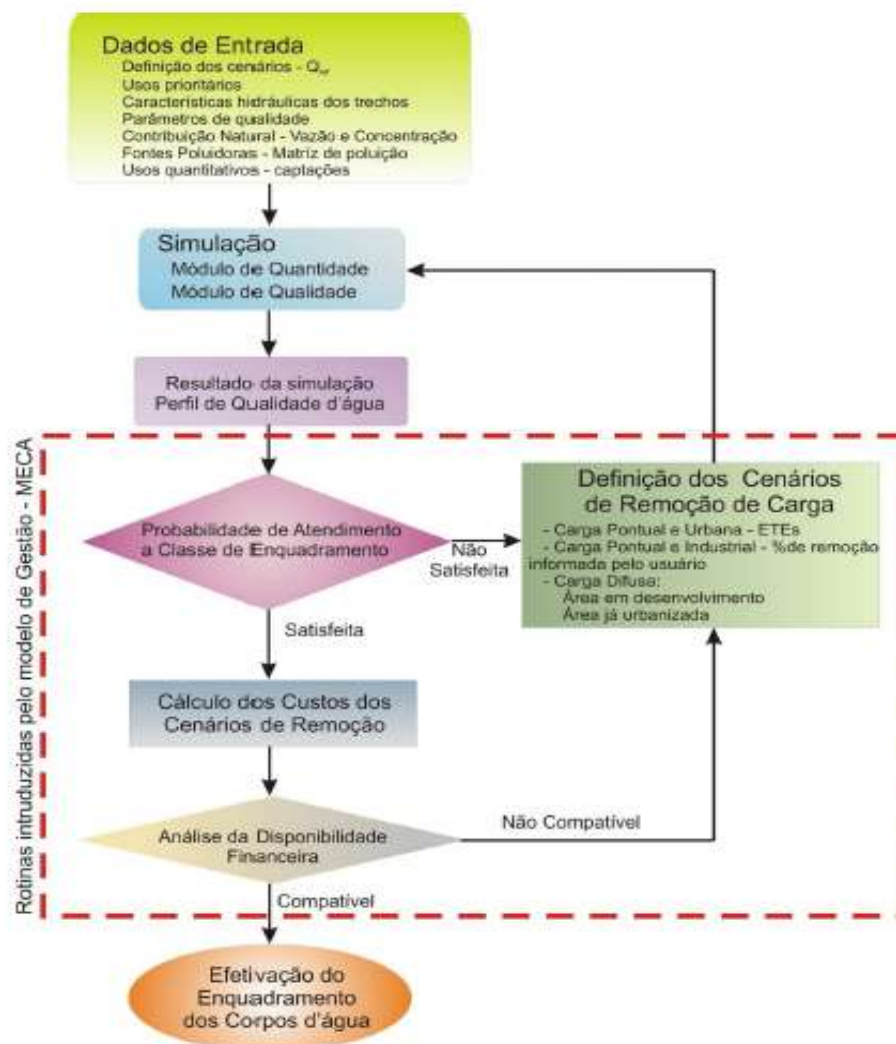 Dados de Entrada
Definição dos cenários - Q
Usos prioritários
Características hidráulicas dos trechos
Parâmetros de qualidade
Contribuição Natural - Vazão e Concentração
Fontes Poluidorais - Matriz de poluição
Usos quantitativos - captações
Simulação
Módulo de Quantidade
Módulo de Qualidade
Resultado da simulação
Perfil de Qualidade d'água
Rotinas intruduzidas pelo modelo de Gestão - MECA
Probabilidade de Atendimento
a Classe de Enquadramento
Não
Satisfeita
Definição dos Cenários
de Remoção de Carga
- Carga Pontual e Urbana - ETEs
- Carga Pontual e Industrial - %de remoção
informada pelo usuário
- Carga Difusa:
Área em desenvolvimento
Área já urbanizada
Satisfeita
Cálculo dos Custos dos
Cenários de Remoção
Análise da Disponibilidade
Financeira
Não Compatível
Compatível
Efetivação do
Enquadramento
dos Corpos d'água